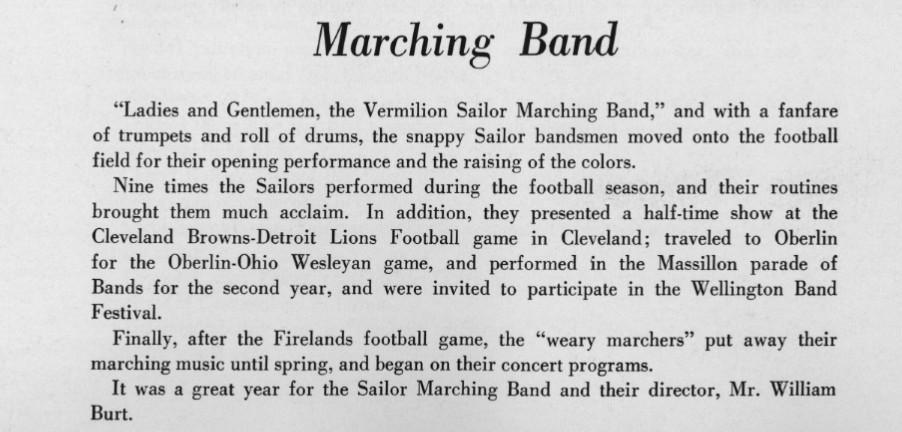 Marching Band
“Ladies and Gentlemen, the Vermilion Sailor Marching Band,” and with a fanfare
of trumpets and roll of drums, the snappy Sailor bandsmen moved onto the football
field for their opening performance and the raising of the colors.
Nine times the Sailors performed during the football season, and their routines
brought them much acclaim. In addition, they presented a half-time show at the
Cleveland Browns-Detroit Lions Football game in Cleveland; traveled to Oberlin
for the Oberlin-Ohio Wesleyan game, and performed in the Massillon parade of
Bands for the second year, and were invited to participate in the Wellington Band
Festival.
Finally, after the Firelands football game, the “weary marchers” put away their
marching music until spring, and began on their concert programs.
It was a great year for the Sailor Marching Band and their director, Mr. William
Burt.